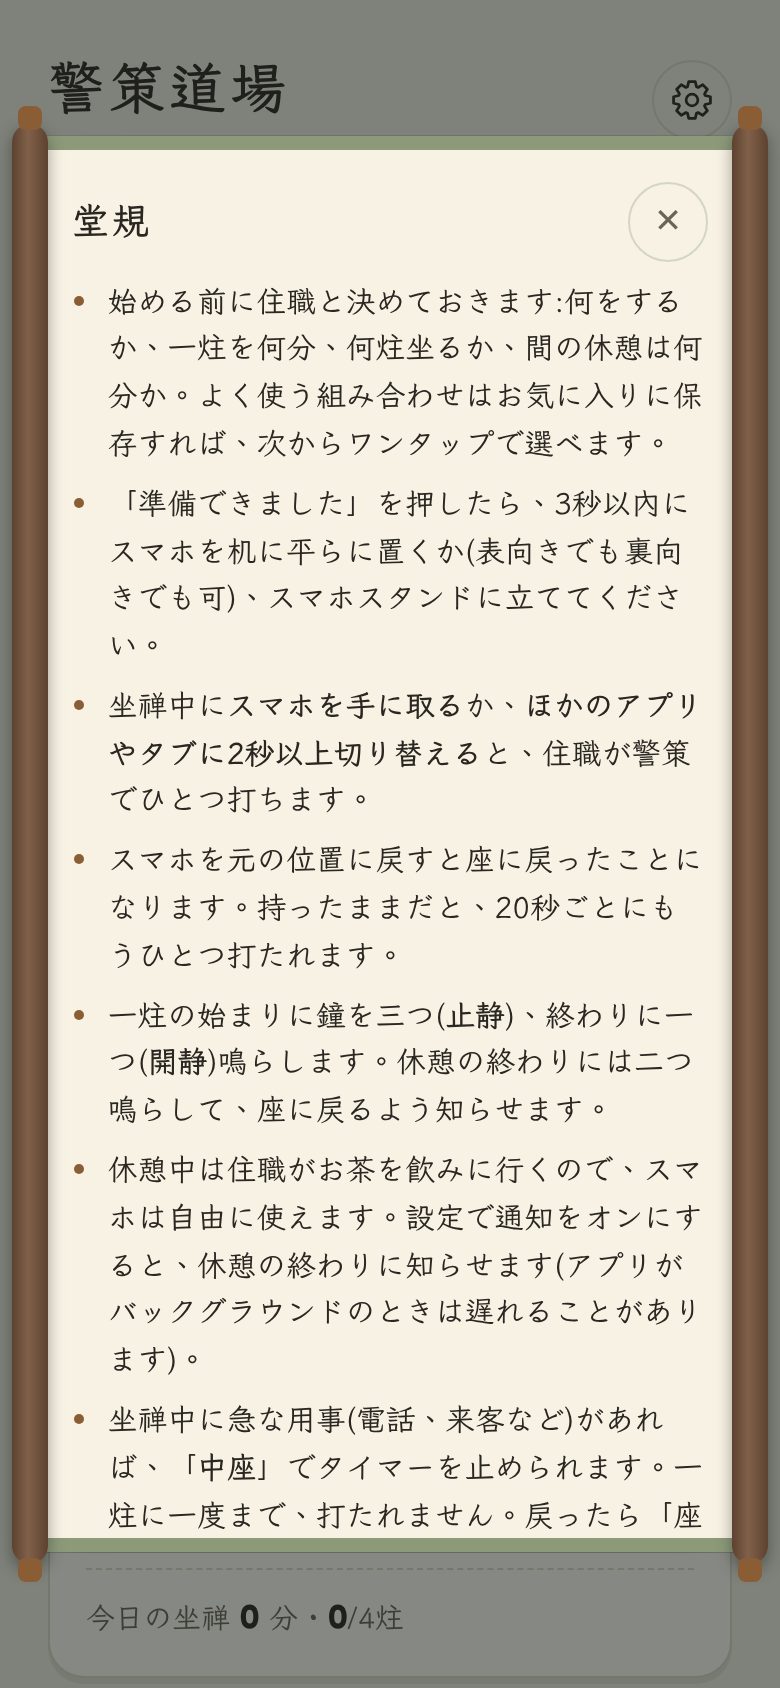 警策道場
堂規
×
始める前に住職と決めておきます:何をする
か、一炷を何分、何炷坐るか、間の休憩は何
分か。よく使う組み合わせはお気に入りに保
存すれば、次からワンタップで選べます。
「準備できました」を押したら、3秒以内に
スマホを机に平らに置くか(表向きでも裏向
きでも可)、スマホスタンドに立ててくださ
い。
坐禅中にスマホを手に取るか、ほかのアプリ
やタブに2秒以上切り替えると、住職が警策
でひとつ打ちます。
スマホを元の位置に戻すと座に戻ったことに
なります。持ったままだと、20秒ごとにも
うひとつ打たれます。
一炷の始まりに鐘を三つ(止静)、終わりに一
つ(開静)鳴らします。休憩の終わりには二つ
鳴らして、座に戻るよう知らせます。
休憩中は住職がお茶を飲みに行くので、スマ
ホは自由に使えます。設定で通知をオンにす
ると、休憩の終わりに知らせます(アプリが
バックグラウンドのときは遅れることがあり
ます)。
坐禅中に急な用事(電話、来客など)があれ
ば、「中座」でタイマーを止められます。一
炷に一度まで、打たれません。戻ったら「座
今日の坐禅 0 分・0/4炷